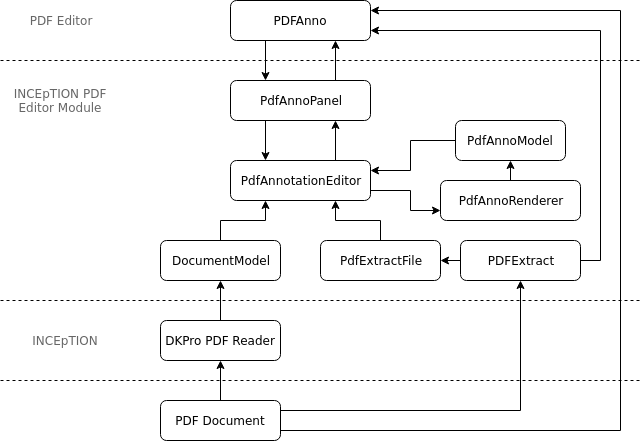 PDF Editor
PDFAnno
INCEpTION PDF
Editor Module
PdfAnnoPanel
PdfAnnoModel
PdfAnnotationEditor
PdfAnnoRenderer
DocumentModel
PdfExtractFile
PDFExtract
INCEpTION
DKPro PDF Reader
PDF Document